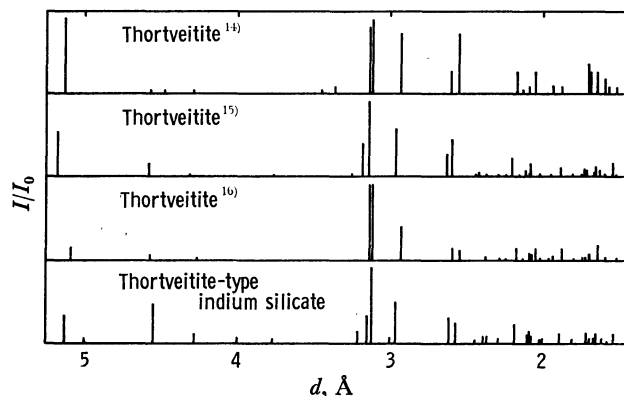 Thortveitite 14)
Thortveitite 15)
Thortveitite 16)
Thortveitite-type
indium silicate
I/I0
5 4 3 2
d, Å